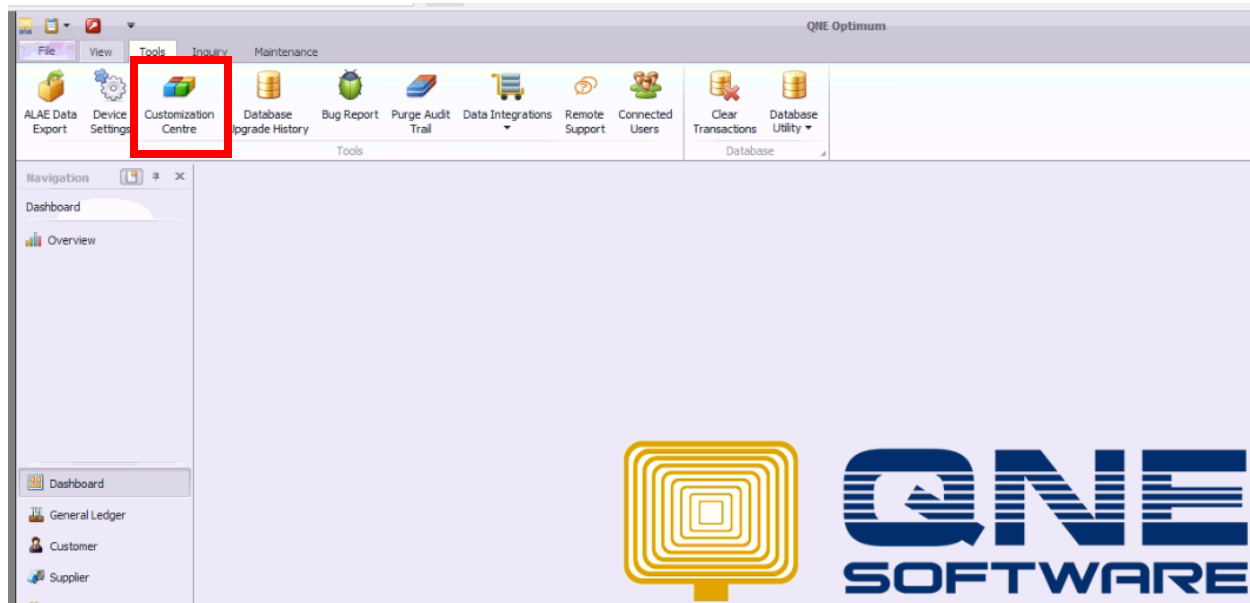 QNE Optimum
File View Tools Inquiry Maintenance
ALAE Data Export
Device Settings
Customization Centre
Database Upgrade History
Bug Report
Purge Audit Trail
Data Integrations
Remote Support
Connected Users
Clear Transactions
Database Utility
Tools
Database
Navigation
Dashboard
Overview
Dashboard
General Ledger
Customer
Supplier
QNE
SOFTWARE